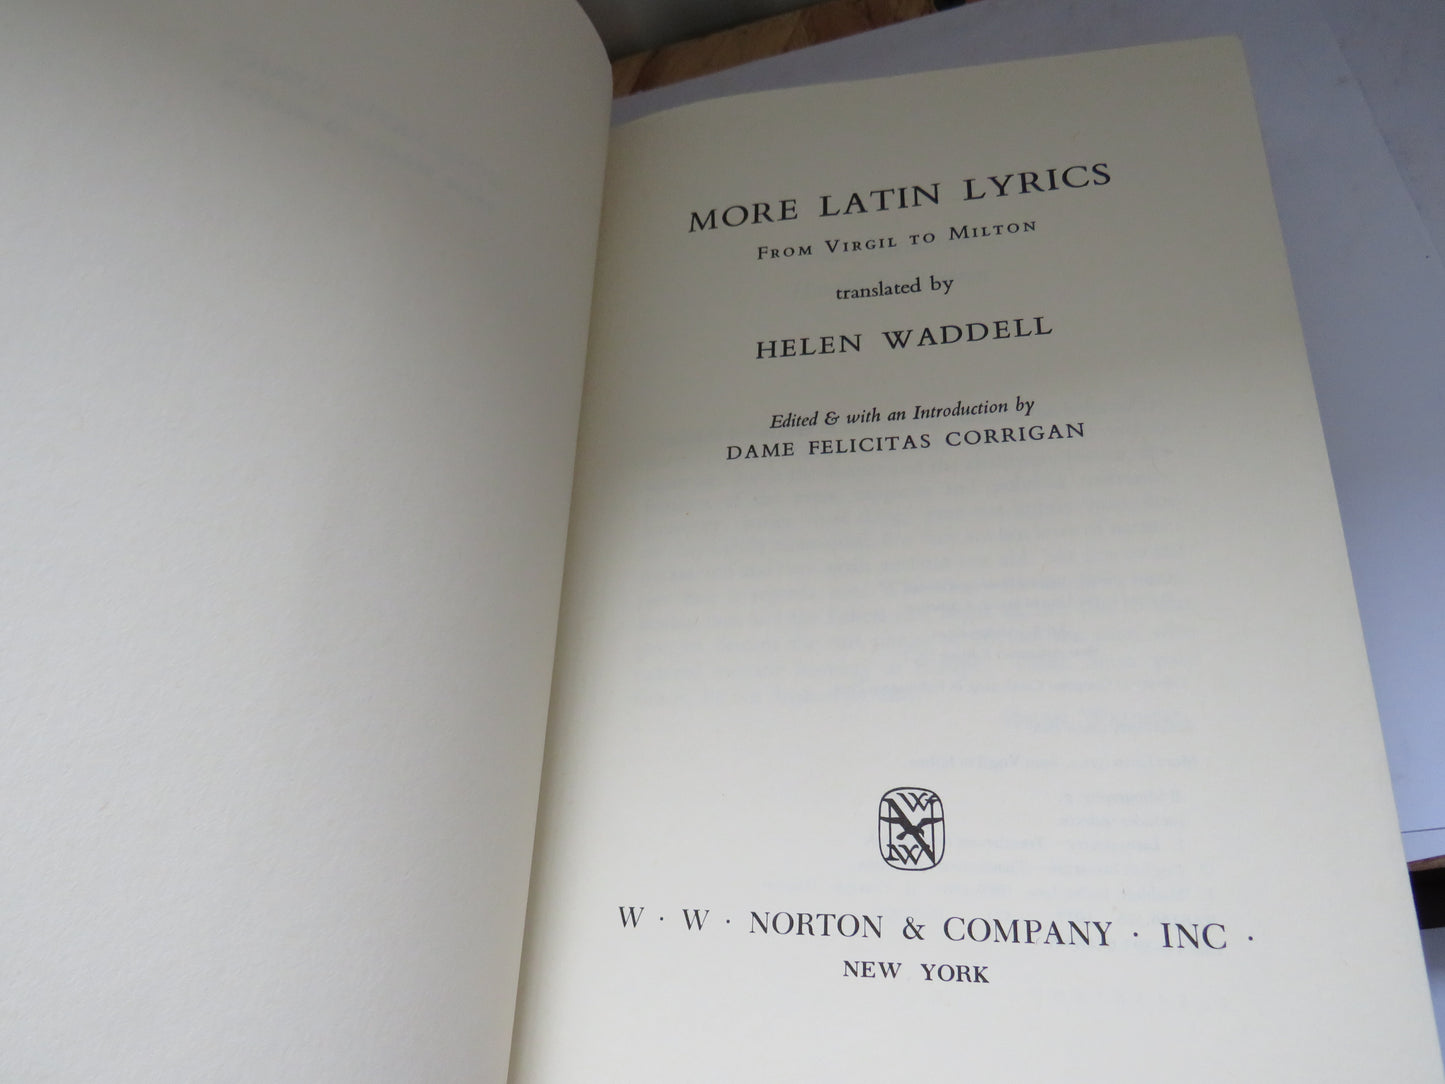 MORE LATIN LYRICS
FROM VIRGIL TO MILTON
translated by
HELEN WADDELL
Edited & with an Introduction by
DAME FELICITAS CORRIGAN
W · W · NORTON & COMPANY · INC ·
NEW YORK